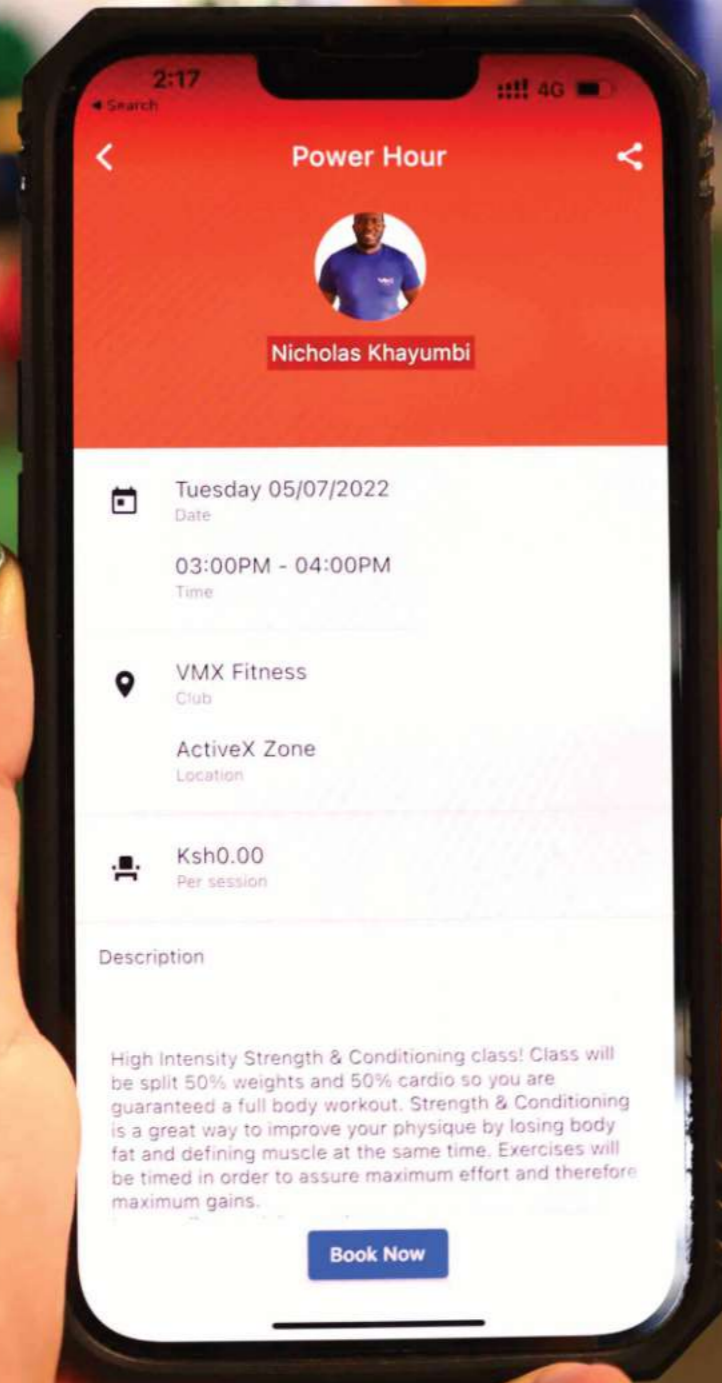 2:17
4G
Search
Power Hour
Nicholas Khayumbi
Tuesday 05/07/2022
Date
03:00PM - 04:00PM
Time
VMX Fitness
Club
ActiveX Zone
Location
Ksh0.00
Per session
Description
High Intensity Strength & Conditioning class! Class will
be split 50% weights and 50% cardio so you are
guaranteed a full body workout. Strength & Conditioning
is a great way to improve your physique by losing body
fat and defining muscle at the same time. Exercises will
be timed in order to assure maximum effort and therefore
maximum gains.
Book Now